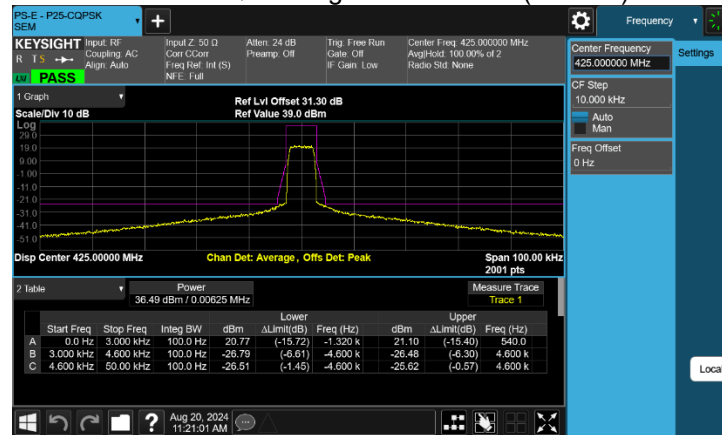 PS-E - P25-CQPSK
SEM
+
Frequency
KEYSIGHT Input: RF
R T S Coupling: AC
Align: Auto
LXI PASS
Input Z: 50 Ω
Corr CCorr
Freq Ref: Int (S)
NFE: Full
Atten: 24 dB
Preamp: Off
Trig: Free Run
Gate: Off
IF Gain: Low
Center Freq: 425.000000 MHz
Avg|Hold: 100.00% of 2
Radio Std: None
Center Frequency
425.000000 MHz
Settings
CF Step
10.000 kHz
Auto
Man
Freq Offset
0 Hz
1 Graph
Scale/Div 10 dB
Ref Lvl Offset 31.30 dB
Ref Value 39.0 dBm
Log
29.0
19.0
9.00
-1.00
-11.0
-21.0
-31.0
-41.0
-51.0
Disp Center 425.00000 MHz
Chan Det: Average, Offs Det: Peak
Span 100.00 kHz
2001 pts
2 Table
Power
36.49 dBm / 0.00625 MHz
Measure Trace
Trace 1
Lower Upper
Start Freq Stop Freq Integ BW dBm ΔLimit(dB) Freq (Hz) dBm ΔLimit(dB) Freq (Hz)
A 0.0 Hz 3.000 kHz 100.0 Hz 20.77 (-15.72) -1.320 k 21.10 (-15.40) 540.0
B 3.000 kHz 4.600 kHz 100.0 Hz -26.79 (-6.61) -4.600 k -26.48 (-6.30) 4.600 k
C 4.600 kHz 50.00 kHz 100.0 Hz -26.51 (-1.45) -4.600 k -25.62 (-0.57) 4.600 k
Loca
? Aug 20, 2024
11:21:01 AM